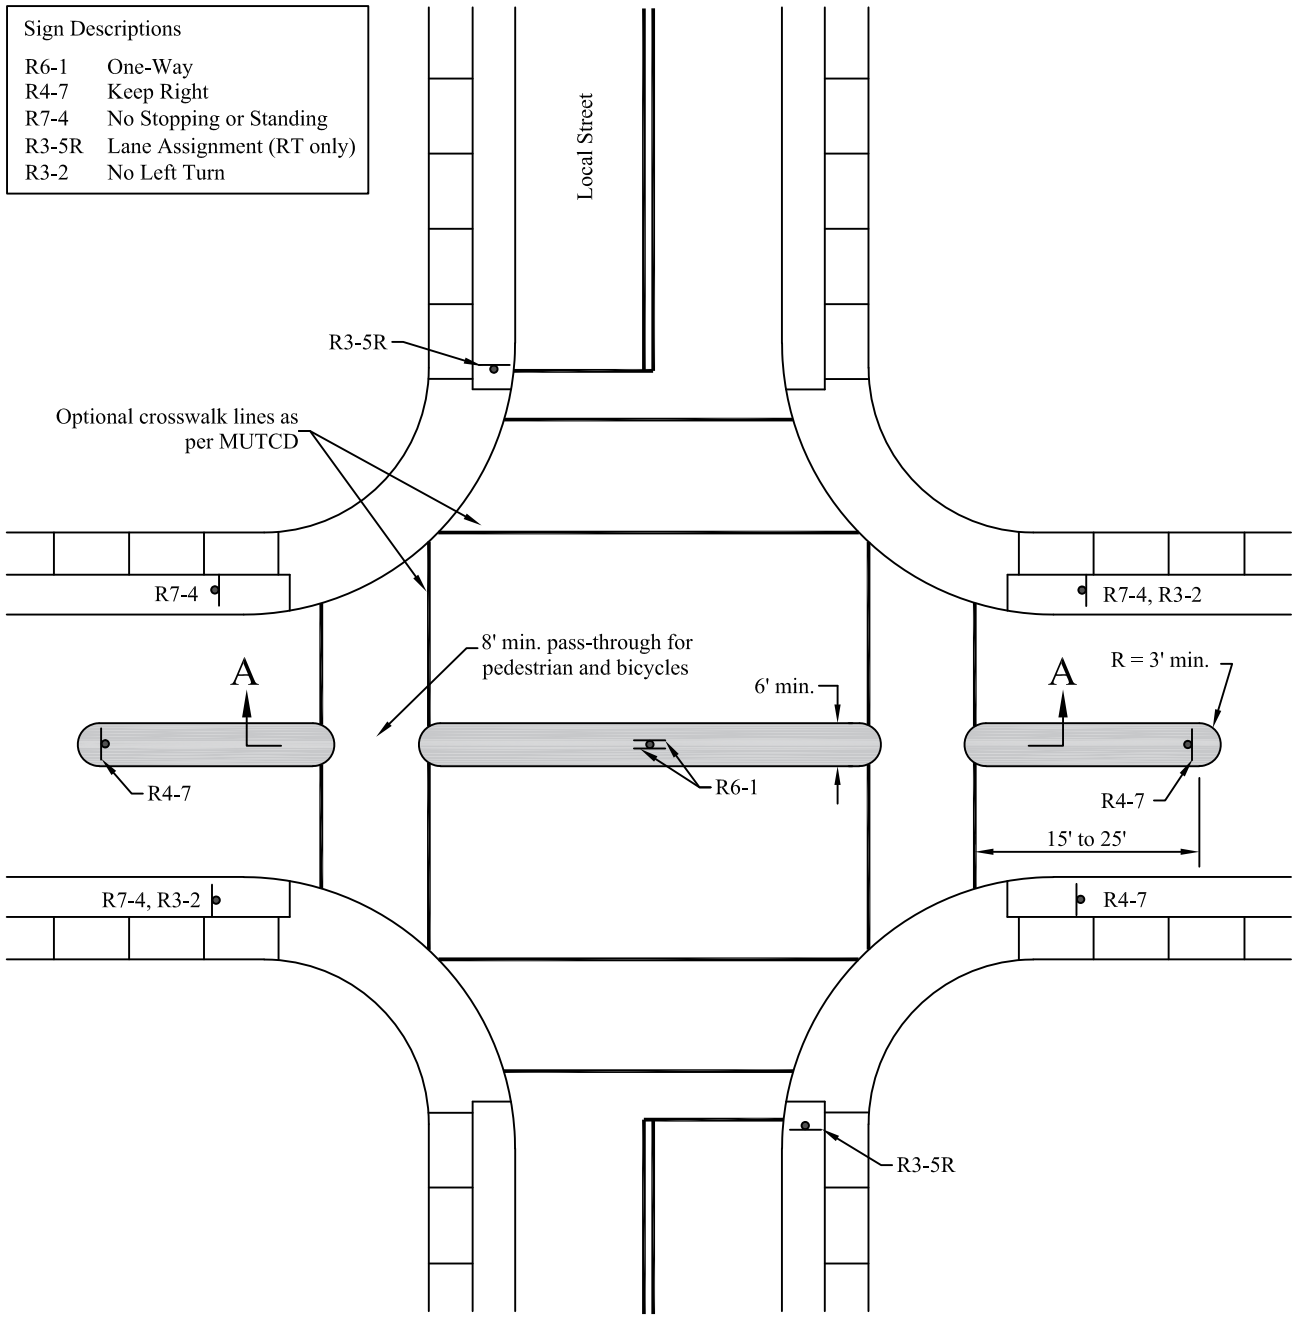 Sign Descriptions
R6-1 One-Way
R4-7 Keep Right
R7-4 No Stopping or Standing
R3-5R Lane Assignment (RT only)
R3-2 No Left Turn
Local Street
R3-5R
Optional crosswalk lines as
per MUTCD
R7-4
R7-4, R3-2
8' min. pass-through for
pedestrian and bicycles
R = 3' min.
A
6' min.
A
R4-7
R6-1
R4-7
15' to 25'
R7-4, R3-2
R4-7
R3-5R